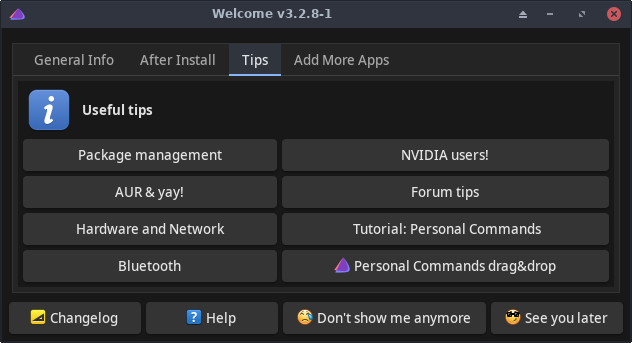 Welcome v3.2.8-1
General Info After Install Tips Add More Apps
Useful tips
Package management NVIDIA users!
AUR & yay! Forum tips
Hardware and Network Tutorial: Personal Commands
Bluetooth Personal Commands drag&drop
Changelog Help Don't show me anymore See you later